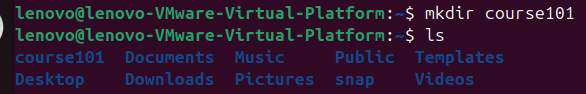 lenovo@lenovo-VMware-Virtual-Platform:~$ mkdir course101
lenovo@lenovo-VMware-Virtual-Platform:~$ ls
course101  Documents  Music     Public  Templates
Desktop    Downloads  Pictures  snap    Videos